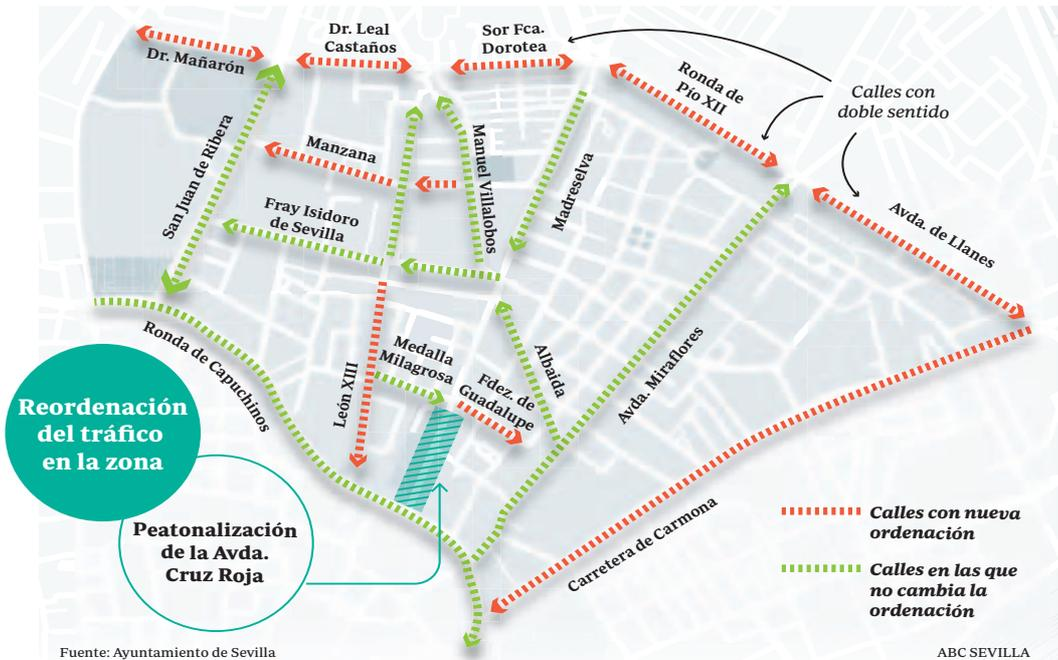 Dr. Mañarón
Dr. Leal
Castaños
Sor Fca.
Dorotea
Ronda de
Pío XII
Calles con
doble sentido
San Juan de Ribera
Manzana
Manuel Villalobos
Madreselva
Fray Isidoro
de Sevilla
Avda. de Llanes
Ronda de Capuchinos
León XIII
Medalla
Milagrosa
Fdez. de
Guadalupe
Albaida
Avda. Miraflores
Reordenación
del tráfico
en la zona
Peatonalización
de la Avda.
Cruz Roja
Carretera de Carmona
Calles con nueva
ordenación
Calles en las que
no cambia la
ordenación
Fuente: Ayuntamiento de Sevilla
ABC SEVILLA